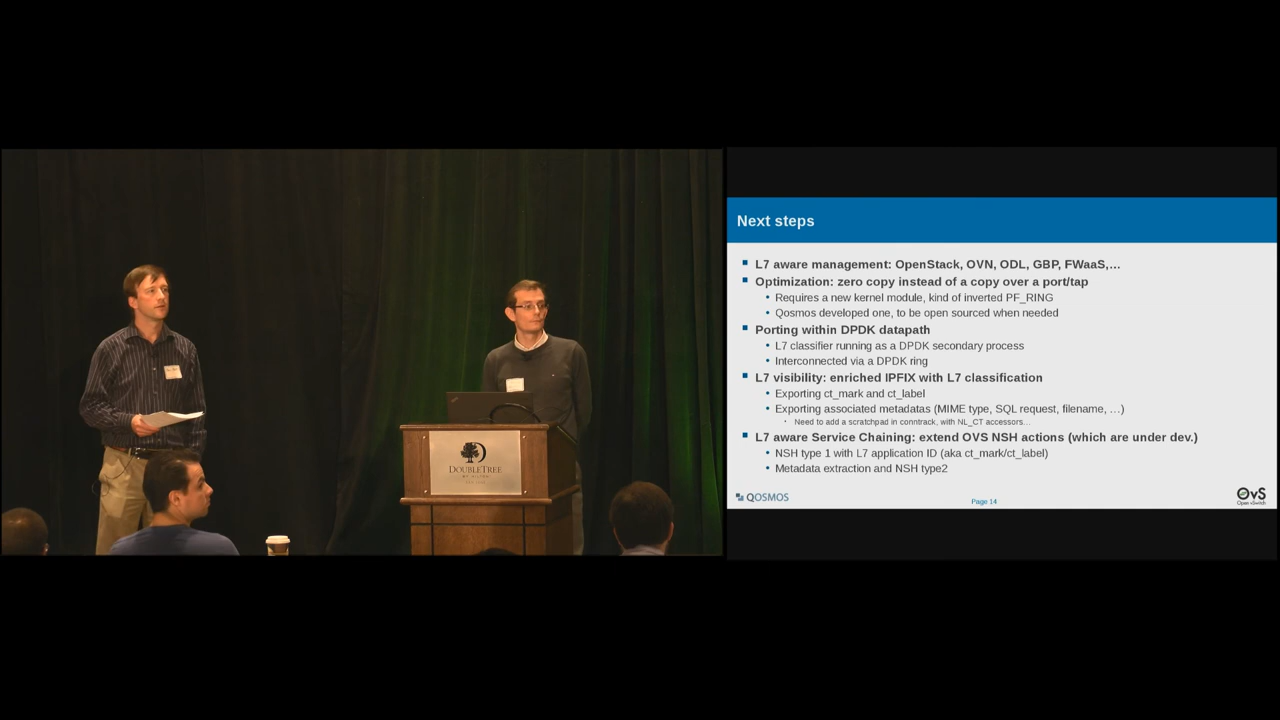 DOUBLETREE
Next steps
L7 aware management: OpenStack, OVN, ODL, GBP, FWaaS,…
Optimization: zero copy instead of a copy over a port/tap
Requires a new kernel module, kind of inverted PF_RING
Qosmos developed one, to be open sourced when needed
Porting within DPDK datapath
L7 classifier running as a DPDK secondary process
Interconnected via a DPDK ring
L7 visibility: enriched IPFIX with L7 classification
Exporting ct_mark and ct_label
Exporting associated metadatas (MIME type, SQL request, filename, …)
Need to add a scratchpad in conntrack, with NL_CT accessors…
L7 aware Service Chaining: extend OVS NSH actions (which are under dev.)
NSH type 1 with L7 application ID (aka ct_mark/ct_label)
Metadata extraction and NSH type2
QOSMOS
Page 14
OvS
Open vSwitch